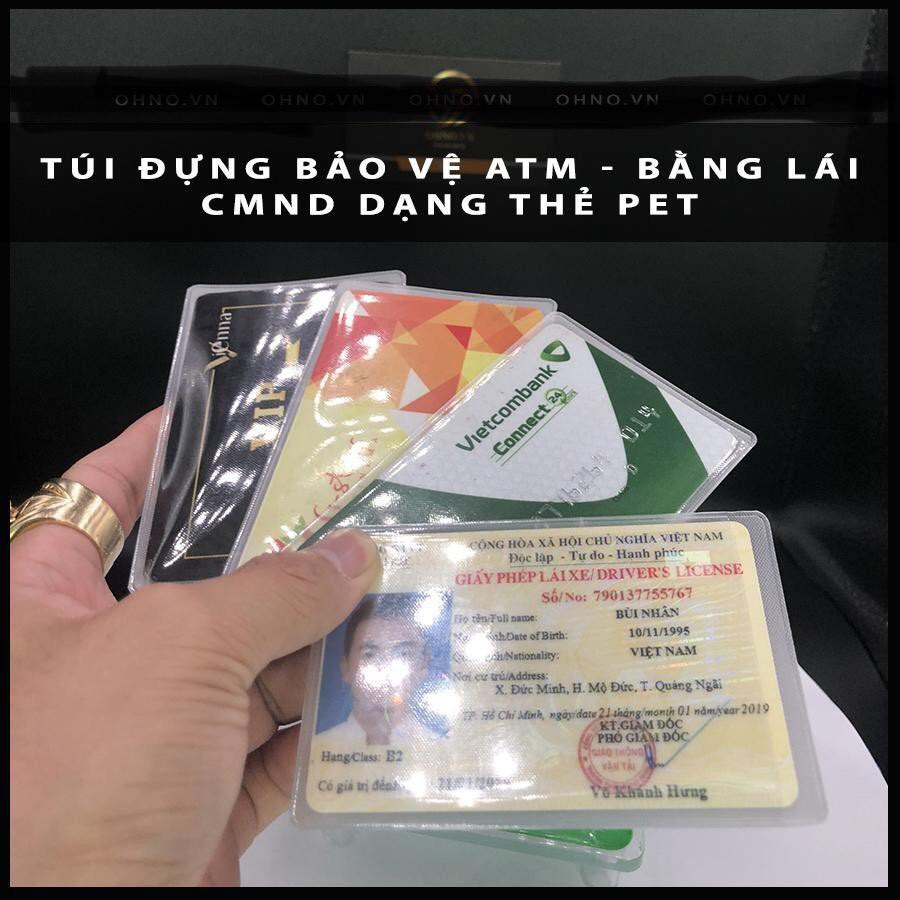 OHNO.VN OHNO.VN OHNO.VN OHNO.VN OHNO.VN
TÚI ĐỰNG BẢO VỆ ATM - BẰNG LÁI
CMND DẠNG THẺ PET
Vienna
VIP
Vietcombank
Connect 24
CỘNG HÒA XÃ HỘI CHỦ NGHĨA VIỆT NAM
Độc lập - Tự do - Hạnh phúc
GIẤY PHÉP LÁI XE/DRIVER'S LICENSE
Số/No: 790137755767
Họ tên/Full name: BÙI NHÂN
Date of Birth: 10/11/1995
Nationality: VIỆT NAM
Nơi cư trú/Address:
X. Đức Minh, H. Mộ Đức, T. Quảng Ngãi
TP. Hồ Chí Minh, ngày/date 21 tháng/month 01 năm/year 2019
KT.GIÁM ĐỐC
PHÓ GIÁM ĐỐC
GIAO THÔNG
VẬN TẢI
Hạng/Class: B2
Có giá trị đến
Võ Khánh Hưng